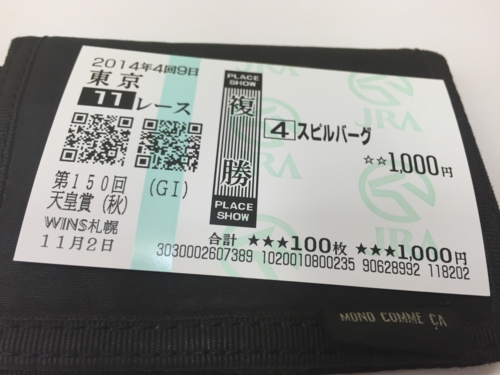 2014年4回9日
東京
11レース
第150回
天皇賞(秋)
(GⅠ)
WINS札幌
11月2日
PLACE
SHOW
複勝
PLACE
SHOW
4 スピルバーグ
☆☆1,000円
合計 ★★★100枚 ★★★1,000円
3030002607389 1020010800235 90628992 118202
JRA
JRA
MONO COMME ÇA